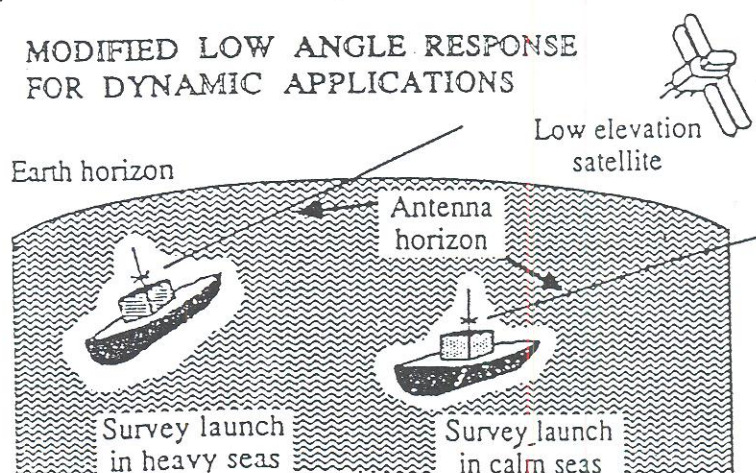 MODIFIED LOW ANGLE RESPONSE
FOR DYNAMIC APPLICATIONS
Low elevation
satellite
Earth horizon
Antenna
horizon
Survey launch
in heavy seas
Survey launch
in calm seas